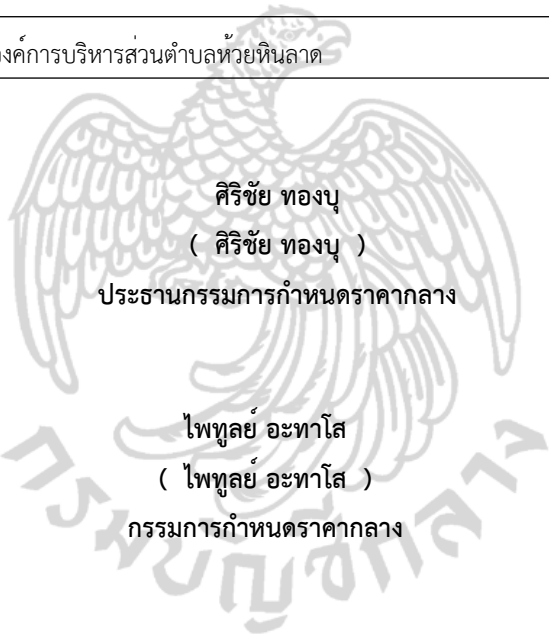 งค์การบริหารส่วนตำบลห้วยหินลาด
ศิริชัย ทองบุ
( ศิริชัย ทองบุ )
ประธานกรรมการกำหนดราคากลาง
ไพทูลย์ อะทาโส
( ไพทูลย์ อะทาโส )
กรรมการกำหนดราคากลาง
กรมบัญชีกลาง